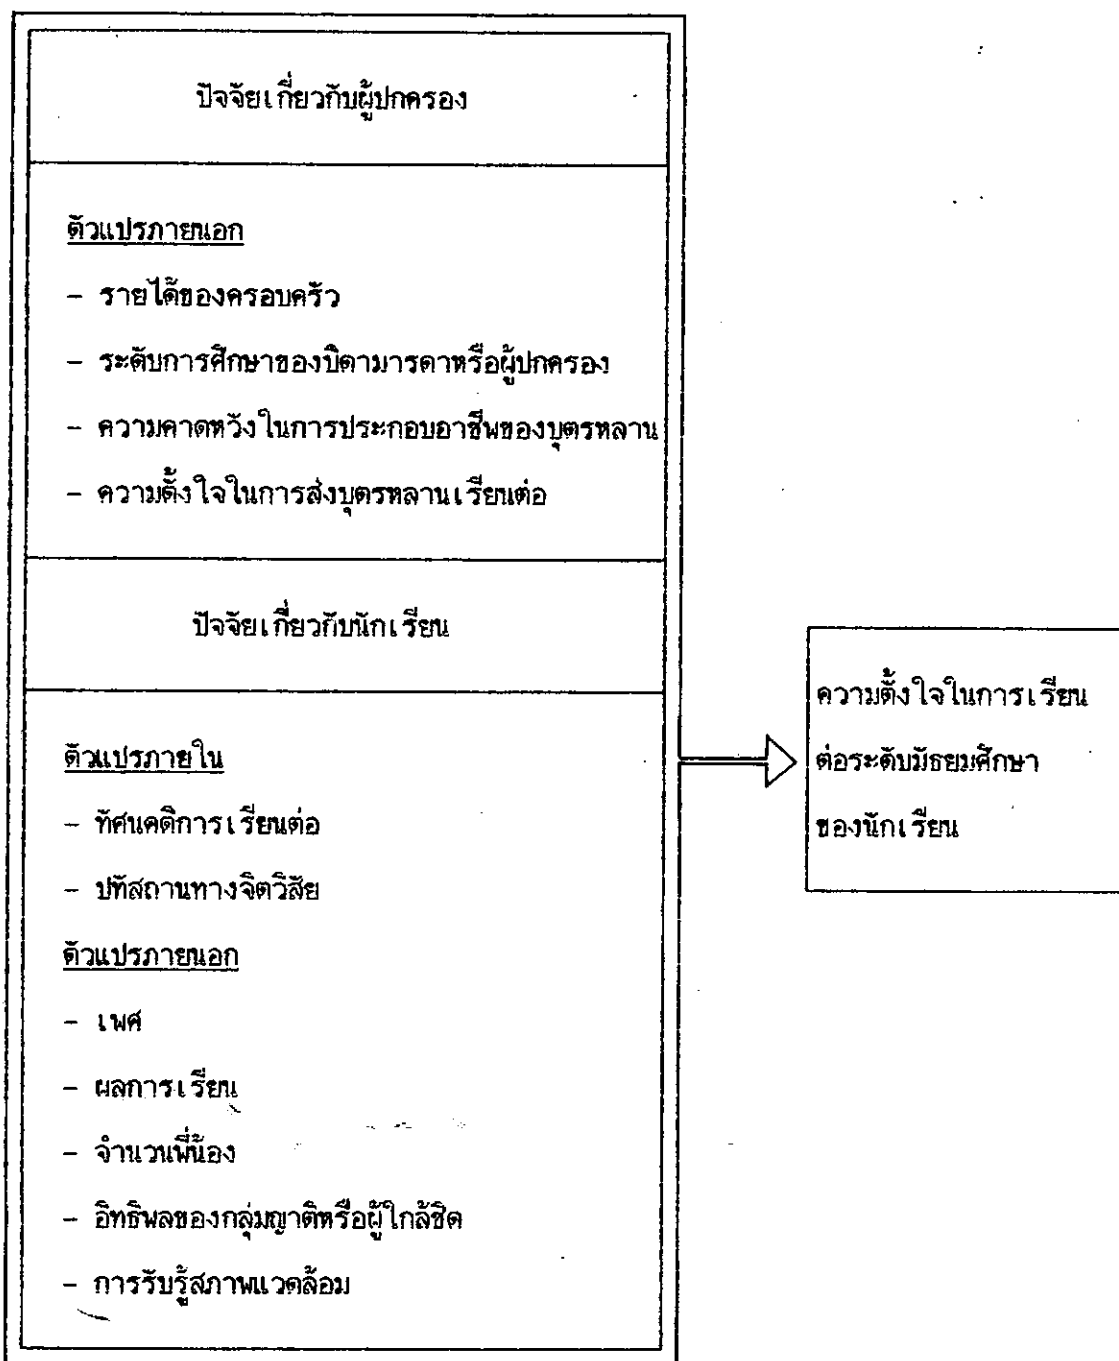 ปัจจัยเกี่ยวกับผู้ปกครอง
ตัวแปรภายนอก
- รายได้ของครอบครัว
- ระดับการศึกษาของบิดามารดาหรือผู้ปกครอง
- ความคาดหวังในการประกอบอาชีพของบุตรหลาน
- ความตั้งใจในการส่งบุตรหลานเรียนต่อ
ปัจจัยเกี่ยวกับนักเรียน
ตัวแปรภายใน
- ทัศนคติการเรียนต่อ
- ปทัสถานทางจิตวิสัย
ตัวแปรภายนอก
- เพศ
- ผลการเรียน
- จำนวนพี่น้อง
- อิทธิพลของกลุ่มญาติหรือผู้ใกล้ชิด
- การรับรู้สภาพแวดล้อม
ความตั้งใจในการเรียน
ต่อระดับมัธยมศึกษา
ของนักเรียน